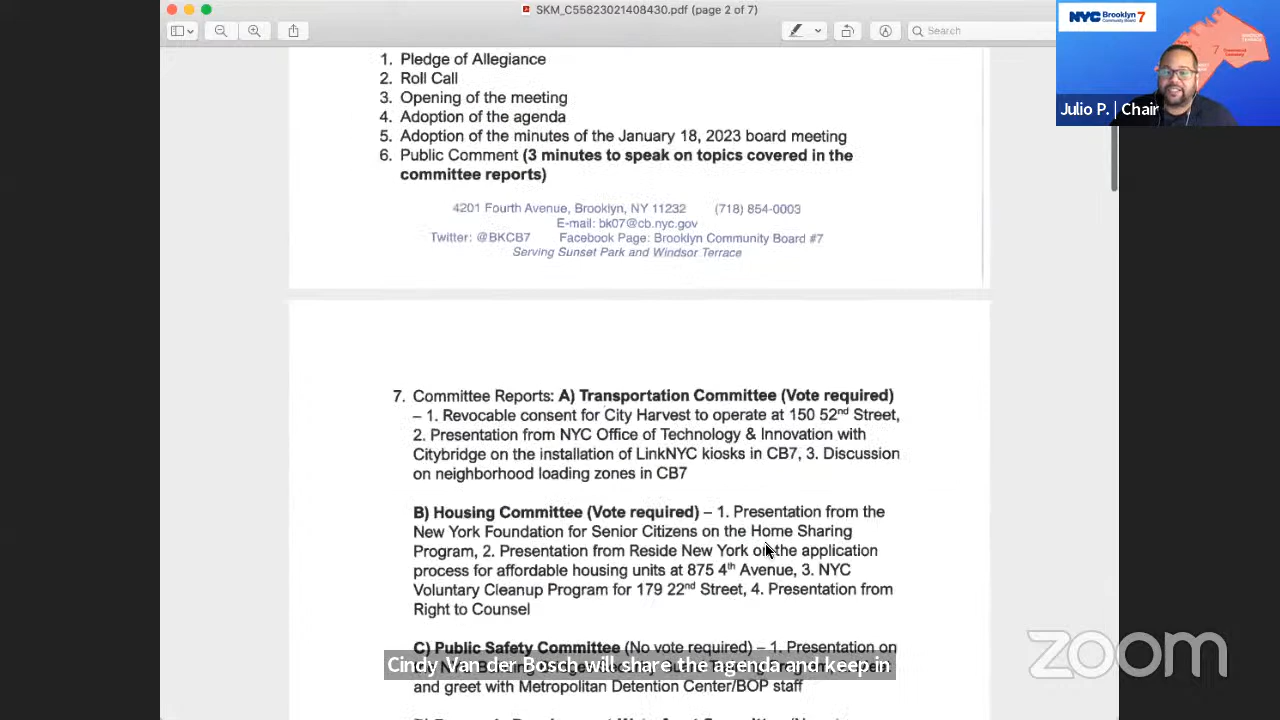 SKM_C55823021408430.pdf (page 2 of 7)
Search
NYC Brooklyn 7
Community Board
7
Julio P. | Chair
1. Pledge of Allegiance
2. Roll Call
3. Opening of the meeting
4. Adoption of the agenda
5. Adoption of the minutes of the January 18, 2023 board meeting
6. Public Comment (3 minutes to speak on topics covered in the
committee reports)
4201 Fourth Avenue, Brooklyn, NY 11232 (718) 854-0003
E-mail: bk07@cb.nyc.gov
Twitter: @BKCB7 Facebook Page: Brooklyn Community Board #7
Serving Sunset Park and Windsor Terrace
7. Committee Reports: A) Transportation Committee (Vote required)
– 1. Revocable consent for City Harvest to operate at 150 52nd Street,
2. Presentation from NYC Office of Technology & Innovation with
Citybridge on the installation of LinkNYC kiosks in CB7, 3. Discussion
on neighborhood loading zones in CB7
B) Housing Committee (Vote required) – 1. Presentation from the
New York Foundation for Senior Citizens on the Home Sharing
Program, 2. Presentation from Reside New York on the application
process for affordable housing units at 875 4th Avenue, 3. NYC
Voluntary Cleanup Program for 179 22nd Street, 4. Presentation from
Right to Counsel
C) Public Safety Committee (No vote required) – 1. Presentation on
Cindy Van der Bosch will share the agenda and keep in
and greet with Metropolitan Detention Center/BOP staff
zoom